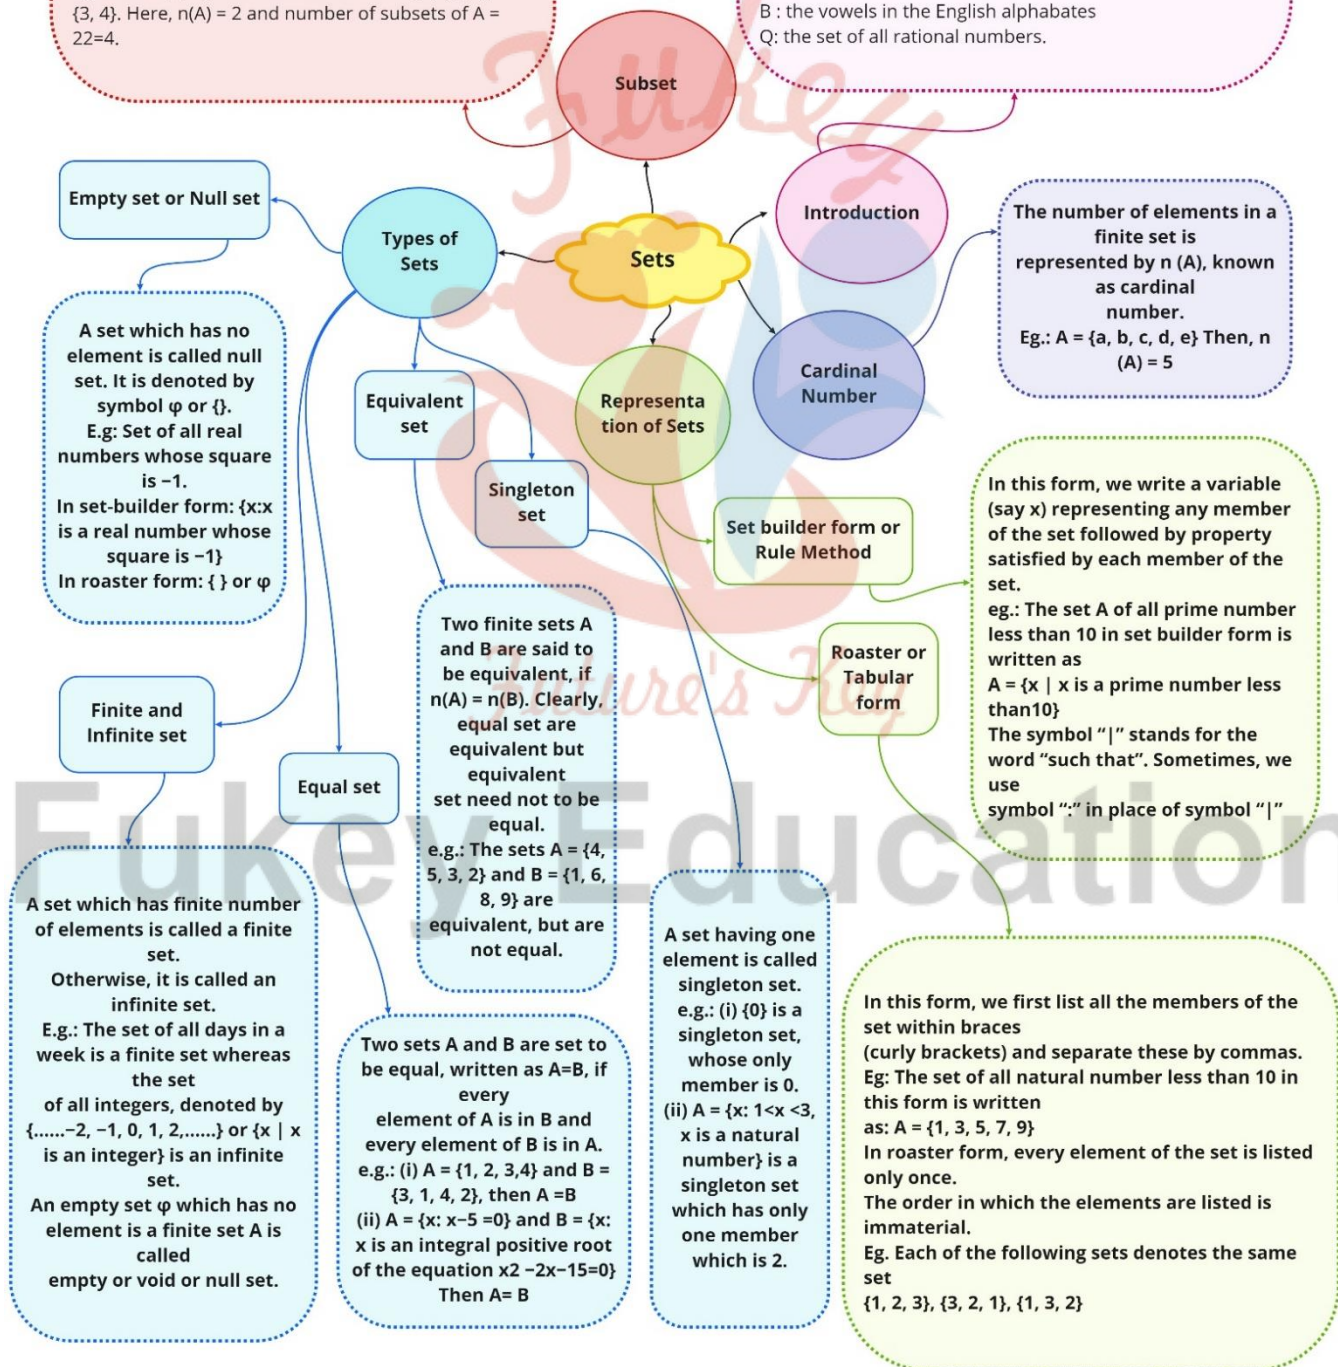 {3, 4}. Here, n(A) = 2 and number of subsets of A =
22=4.
B : the vowels in the English alphabates
Q: the set of all rational numbers.
Subset
Empty set or Null set
Types of
Sets
Sets
Introduction
The number of elements in a
finite set is
represented by n (A), known
as cardinal
number.
Eg.: A = {a, b, c, d, e} Then, n
(A) = 5
A set which has no
element is called null
set. It is denoted by
symbol φ or {}.
E.g: Set of all real
numbers whose square
is −1.
In set-builder form: {x:x
is a real number whose
square is −1}
In roaster form: { } or φ
Equivalent
set
Singleton
set
Representa
tion of Sets
Cardinal
Number
Set builder form or
Rule Method
In this form, we write a variable
(say x) representing any member
of the set followed by property
satisfied by each member of the
set.
eg.: The set A of all prime number
less than 10 in set builder form is
written as
A = {x | x is a prime number less
than10}
The symbol “|” stands for the
word “such that”. Sometimes, we
use
symbol “:” in place of symbol “|”
Roaster or
Tabular
form
Finite and
Infinite set
Equal set
Two finite sets A
and B are said to
be equivalent, if
n(A) = n(B). Clearly,
equal set are
equivalent but
equivalent
set need not to be
equal.
e.g.: The sets A = {4,
5, 3, 2} and B = {1, 6,
8, 9} are
equivalent, but are
not equal.
A set which has finite number
of elements is called a finite
set.
Otherwise, it is called an
infinite set.
E.g.: The set of all days in a
week is a finite set whereas
the set
of all integers, denoted by
{......−2, −1, 0, 1, 2,......} or {x | x
is an integer} is an infinite
set.
An empty set φ which has no
element is a finite set A is
called
empty or void or null set.
Two sets A and B are set to
be equal, written as A=B, if
every
element of A is in B and
every element of B is in A.
e.g.: (i) A = {1, 2, 3,4} and B =
{3, 1, 4, 2}, then A =B
(ii) A = {x: x−5 =0} and B = {x:
x is an integral positive root
of the equation x2 −2x−15=0}
Then A= B
A set having one
element is called
singleton set.
e.g.: (i) {0} is a
singleton set,
whose only
member is 0.
(ii) A = {x: 1<x <3,
x is a natural
number} is a
singleton set
which has only
one member
which is 2.
In this form, we first list all the members of the
set within braces
(curly brackets) and separate these by commas.
Eg: The set of all natural number less than 10 in
this form is written
as: A = {1, 3, 5, 7, 9}
In roaster form, every element of the set is listed
only once.
The order in which the elements are listed is
immaterial.
Eg. Each of the following sets denotes the same
set
{1, 2, 3}, {3, 2, 1}, {1, 3, 2}
Fukey
Future's Key
Fukey Education